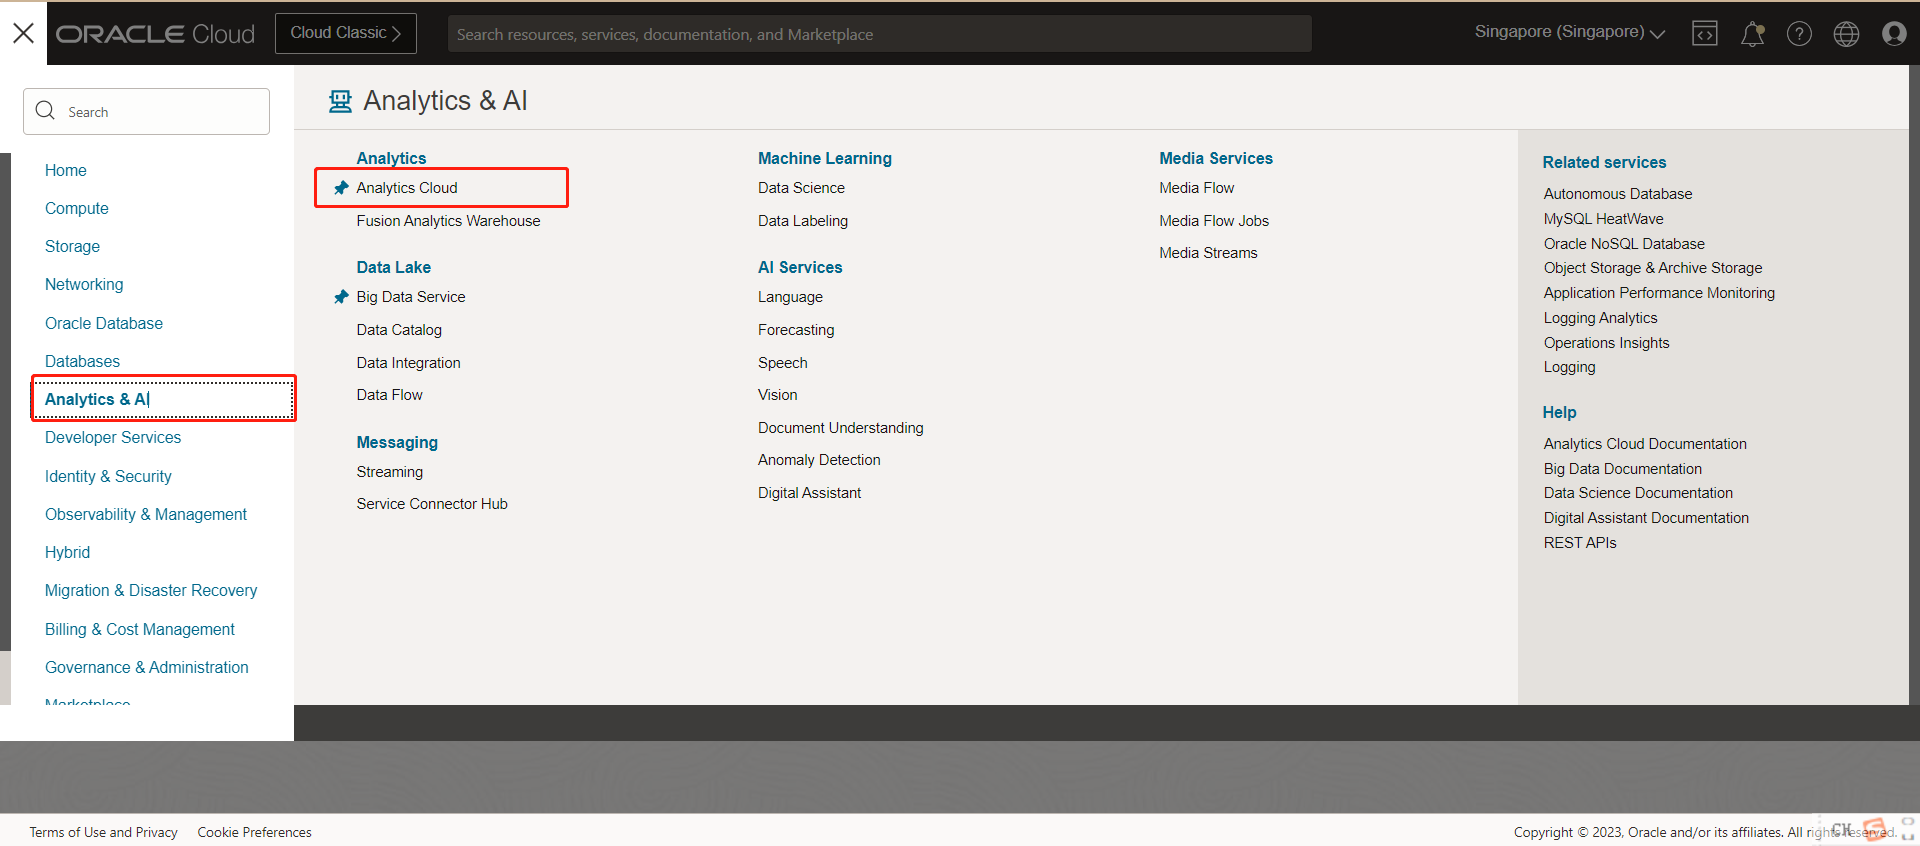 ORACLE Cloud
Cloud Classic
Search resources, services, documentation, and Marketplace
Singapore (Singapore)
Search
Home
Compute
Storage
Networking
Oracle Database
Databases
Analytics & AI
Developer Services
Identity & Security
Observability & Management
Hybrid
Migration & Disaster Recovery
Billing & Cost Management
Governance & Administration
Marketplace
Analytics & AI
Analytics
Analytics Cloud
Fusion Analytics Warehouse
Data Lake
Big Data Service
Data Catalog
Data Integration
Data Flow
Messaging
Streaming
Service Connector Hub
Machine Learning
Data Science
Data Labeling
AI Services
Language
Forecasting
Speech
Vision
Document Understanding
Anomaly Detection
Digital Assistant
Media Services
Media Flow
Media Flow Jobs
Media Streams
Related services
Autonomous Database
MySQL HeatWave
Oracle NoSQL Database
Object Storage & Archive Storage
Application Performance Monitoring
Logging Analytics
Operations Insights
Logging
Help
Analytics Cloud Documentation
Big Data Documentation
Data Science Documentation
Digital Assistant Documentation
REST APIs
Terms of Use and Privacy
Cookie Preferences
Copyright © 2023, Oracle and/or its affiliates. All rights reserved.